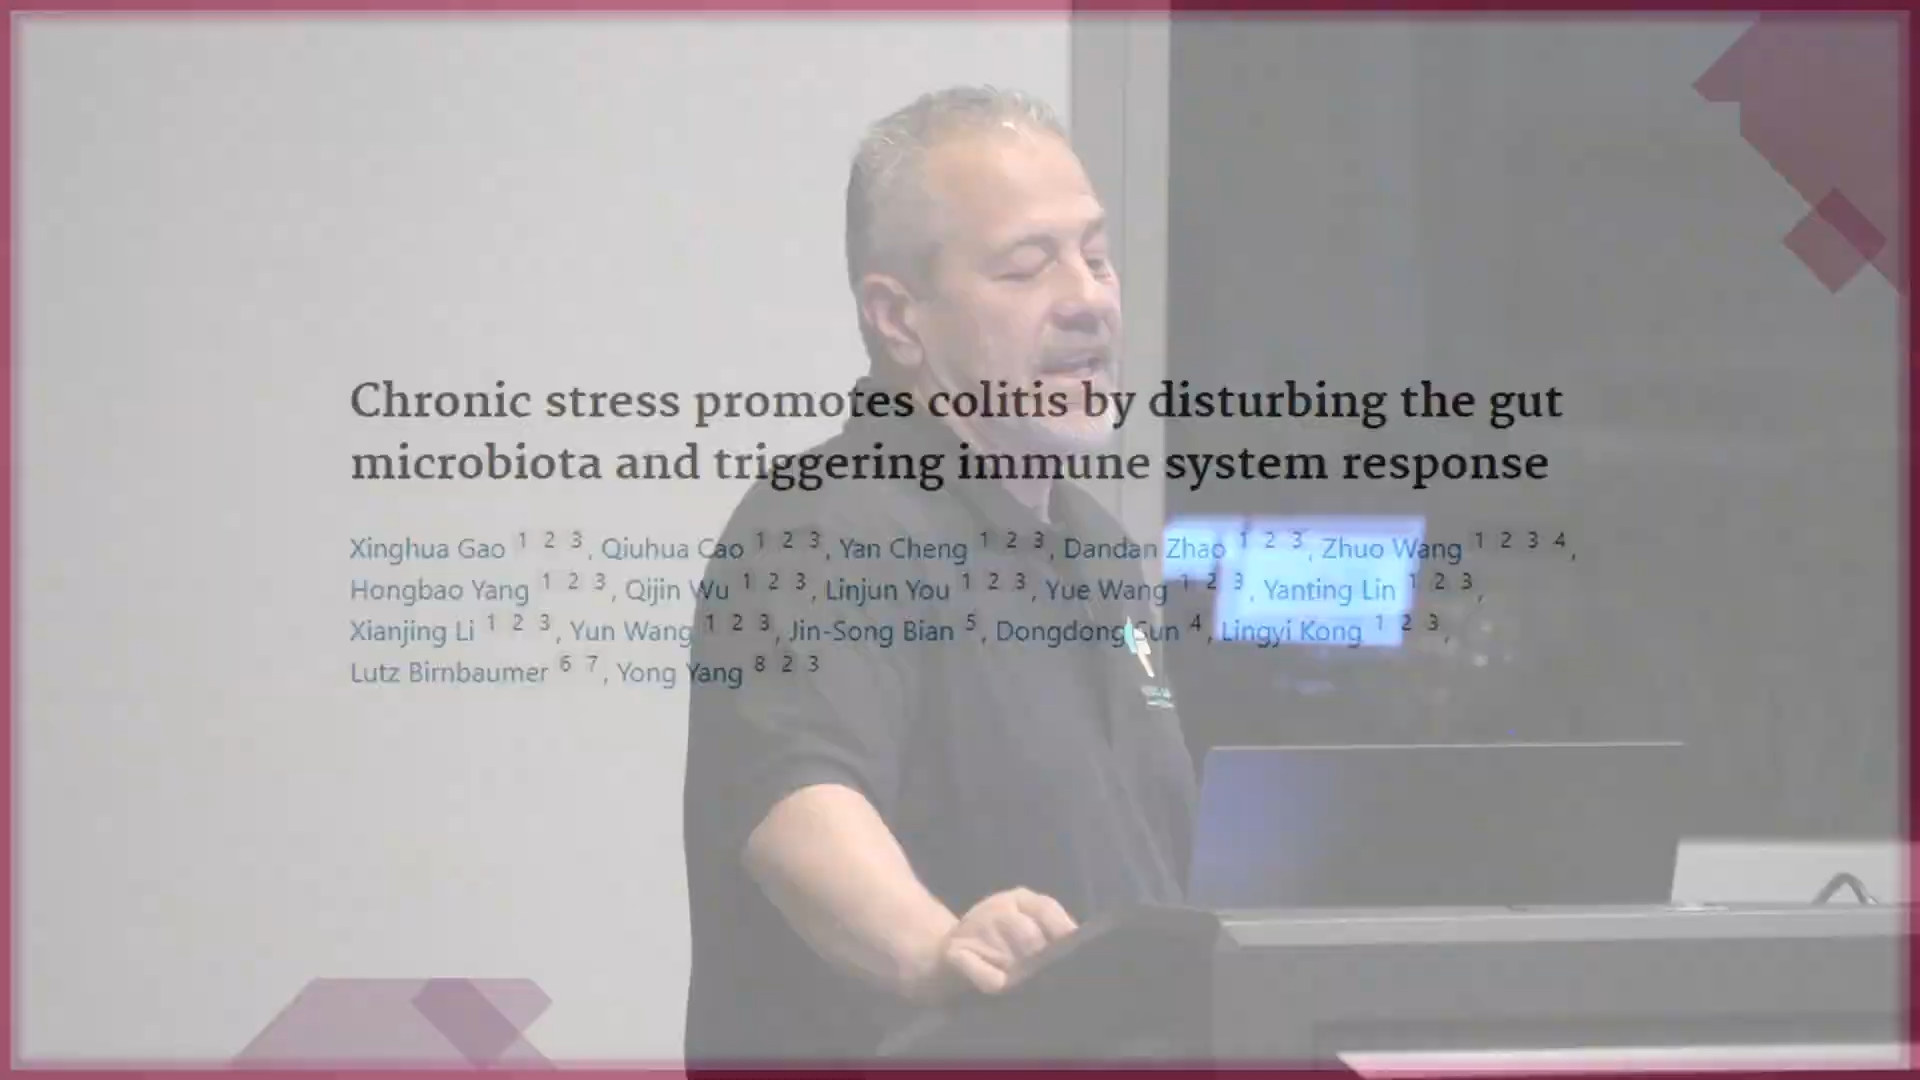 Chronic stress promotes colitis by disturbing the gut
microbiota and triggering immune system response
Xinghua Gao 1 2 3, Qiuhua Cao 1 2 3, Yan Cheng 1 2 3, Dandan Zhao 1 2 3, Zhuo Wang 1 2 3 4,
Hongbao Yang 1 2 3, Qijin Wu 1 2 3, Linjun You 1 2 3, Yue Wang 1 2 3, Yanting Lin 1 2 3,
Xianjing Li 1 2 3, Yun Wang 1 2 3, Jin-Song Bian 5, Dongdong Sun 4, Lingyi Kong 1 2 3,
Lutz Birnbaumer 6 7, Yong Yang 8 2 3